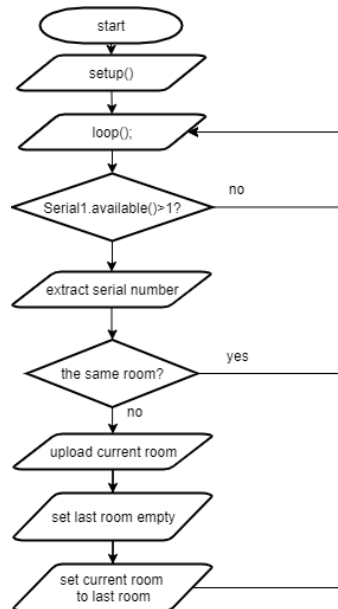 start
setup()
loop();
Serial1.available()>1?
no
extract serial number
the same room?
yes
no
upload current room
set last room empty
set current room
to last room